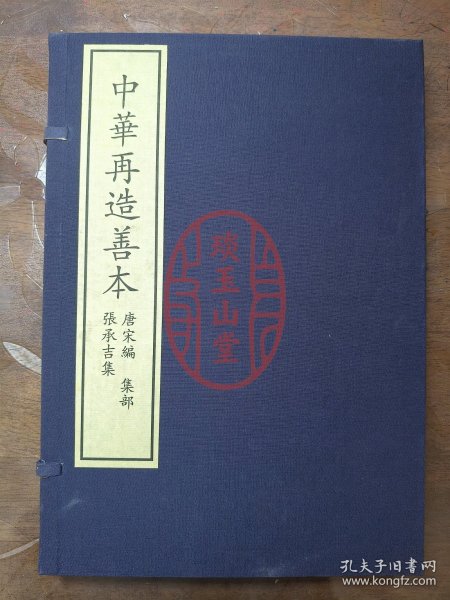 中華再造善本
唐宋編 集部
張承吉集
玉山堂
孔夫子旧书网
www.kongfz.com